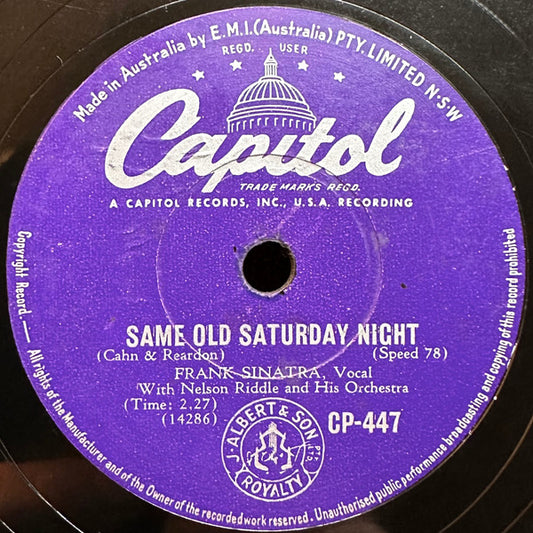 Made in Australia by E.M.I.(Australia) PTY. LIMITED N·S·W
REGD. USER
Capitol
TRADE MARKS REGD.
A CAPITOL RECORDS, INC., U.S.A. RECORDING
SAME OLD SATURDAY NIGHT
(Cahn & Reardon) (Speed 78)
FRANK SINATRA, Vocal
With Nelson Riddle and His Orchestra
(Time: 2.27)
(14286)
CP-447
J. ALBERT & SON PTY. LTD.
ROYALTY
Copyright Record.— All rights of the Manufacturer and of the Owner of the recorded work reserved. Unauthorised public performance broadcasting and copying of this record prohibited